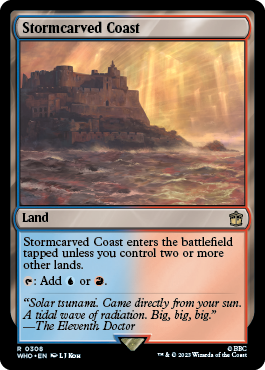 Stormcarved Coast
Land
Stormcarved Coast enters the battlefield
tapped unless you control two or more
other lands.
: Add or .
“Solar tsunami. Came directly from your sun.
A tidal wave of radiation. Big, big, big.”
—The Eleventh Doctor
R 0308 © BBC
WHO • EN LJ Koh ™ & © 2023 Wizards of the Coast